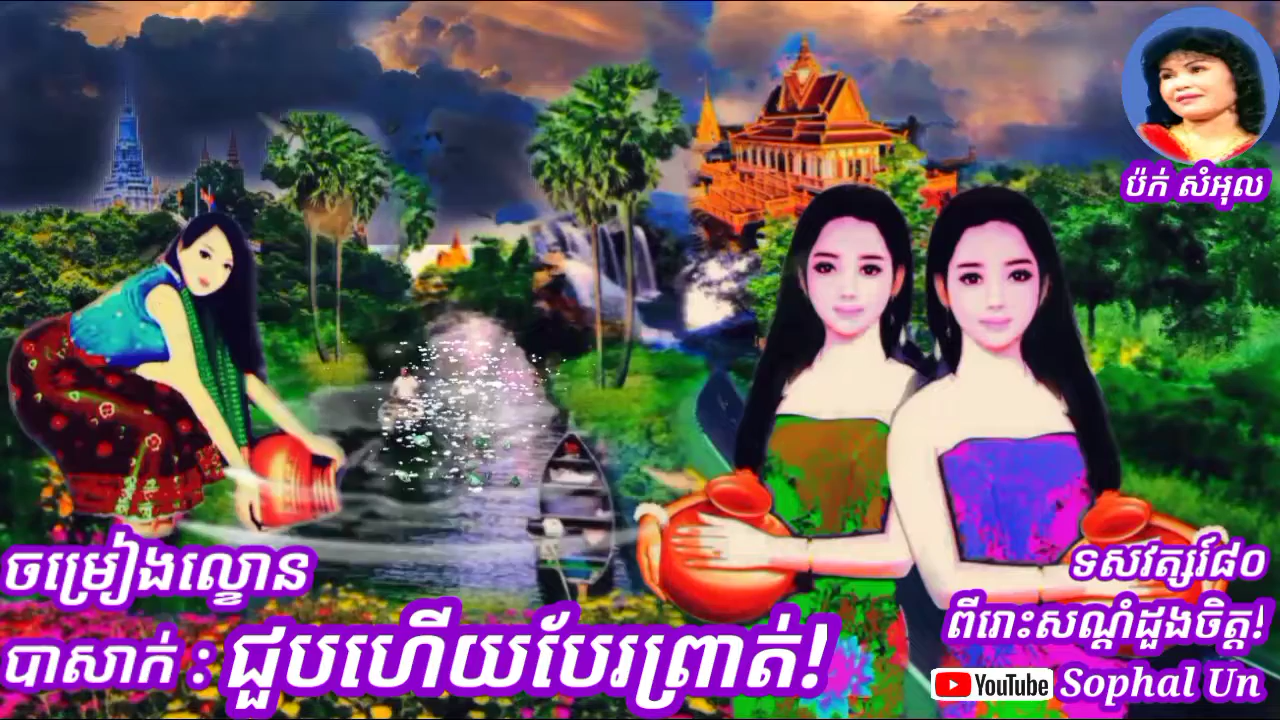 ប៉ក់ សំអុល
ចម្រៀងល្ខោន
បាសាក់ : ជួបហើយបែរព្រាត់!
ទសវត្សរ៍៨០
ពីរោះសណ្ដំដួងចិត្ត!
YouTube Sophal Un